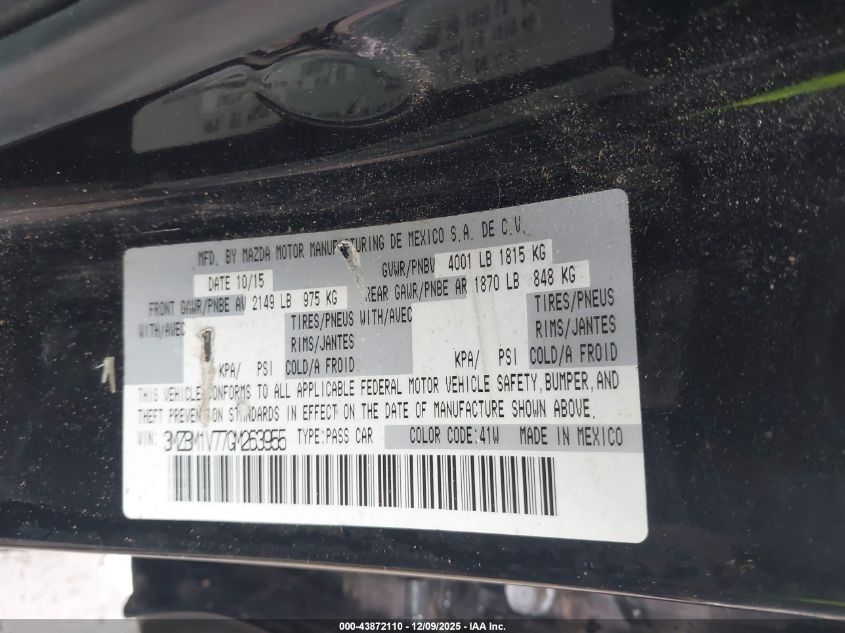 MFD. BY MAZDA MOTOR MANUFACTURING DE MEXICO S.A. DE C.V.
DATE 10/15 GVWR/PNBV 4001 LB 1815 KG
FRONT GAWR/PNBE AV 2149 LB 975 KG REAR GAWR/PNBE AR 1870 LB 848 KG
WITH/AVEC TIRES/PNEUS WITH/AVEC TIRES/PNEUS
RIMS/JANTES RIMS/JANTES
KPA/ PSI COLD/A FROID KPA/ PSI COLD/A FROID
THIS VEHICLE CONFORMS TO ALL APPLICABLE FEDERAL MOTOR VEHICLE SAFETY, BUMPER, AND
THEFT PREVENTION STANDARDS IN EFFECT ON THE DATE OF MANUFACTURE SHOWN ABOVE.
VIN: 3MZBM1V77GM263955 TYPE:PASS CAR COLOR CODE:41W MADE IN MEXICO
000-43872110 - 12/09/2025 - IAA Inc.